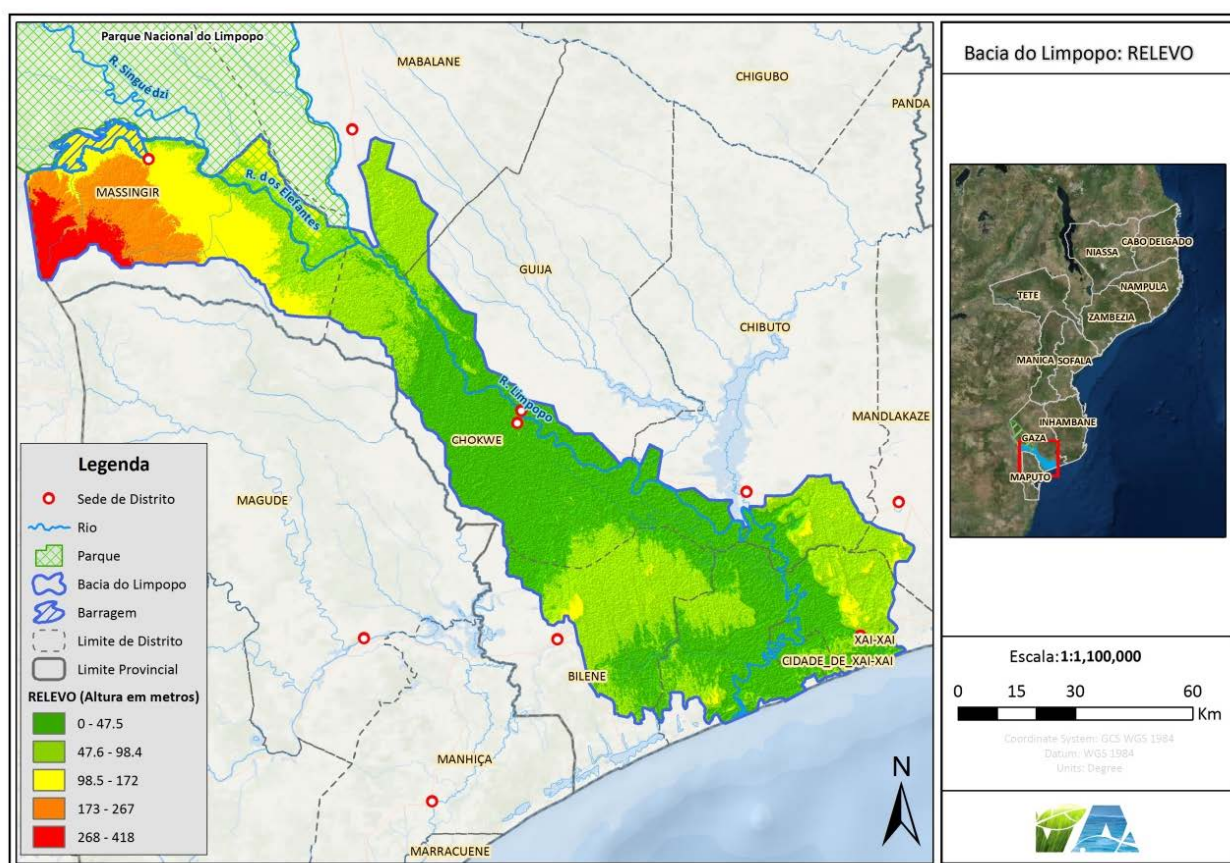 Parque Nacional do Limpopo
MABALANE
CHIGUBO
PANDA
R. Singuédzi
MASSINGIR
R. dos Elefantes
GUIJA
CHIBUTO
MANDLAKAZE
R. Limpopo
CHOKWE
MAGUDE
XAI-XAI
CIDADE_DE_XAI-XAI
BILENE
MANHIÇA
MARRACUENE
N
Legenda
Sede de Distrito
Rio
Parque
Bacia do Limpopo
Barragem
Limite de Distrito
Limite Provincial
RELEVO (Altura em metros)
0 - 47.5
47.6 - 98.4
98.5 - 172
173 - 267
268 - 418
Bacia do Limpopo: RELEVO
NIASSA
CABO DELGADO
NAMPULA
TETE
ZAMBEZIA
MANICA
SOFALA
INHAMBANE
GAZA
MAPUTO
Escala:1:1,100,000
0 15 30 60
Km
Coordinate System: GCS WGS 1984
Datum: WGS 1984
Units: Degree